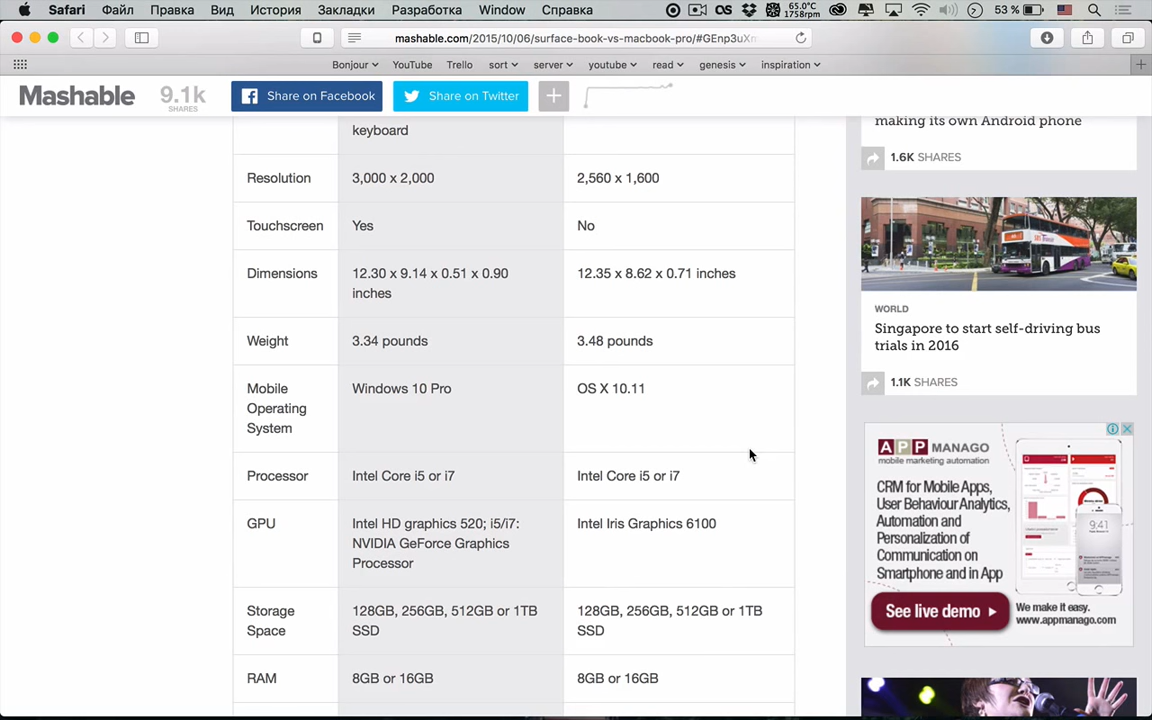 Safari Файл Правка Вид История Закладки Разработка Window Справка 65.0°C 1758rpm 53 %
mashable.com/2015/10/06/surface-book-vs-macbook-pro/#GEnp3uXm
Bonjour YouTube Trello sort server youtube read genesis inspiration
Mashable 9.1k SHARES Share on Facebook Share on Twitter
keyboard
Resolution 3,000 x 2,000 2,560 x 1,600
Touchscreen Yes No
Dimensions 12.30 x 9.14 x 0.51 x 0.90 12.35 x 8.62 x 0.71 inches
inches
Weight 3.34 pounds 3.48 pounds
Mobile Windows 10 Pro OS X 10.11
Operating
System
Processor Intel Core i5 or i7 Intel Core i5 or i7
GPU Intel HD graphics 520; i5/i7: Intel Iris Graphics 6100
NVIDIA GeForce Graphics
Processor
Storage 128GB, 256GB, 512GB or 1TB 128GB, 256GB, 512GB or 1TB
Space SSD SSD
RAM 8GB or 16GB 8GB or 16GB
making its own Android phone
1.6K SHARES
WORLD
Singapore to start self-driving bus
trials in 2016
1.1K SHARES
APP MANAGO
mobile marketing automation
CRM for Mobile Apps,
User Behaviour Analytics,
Automation and
Personalization of
Communication on
Smartphone and in App
9:41
See live demo
We make it easy.
www.appmanago.com